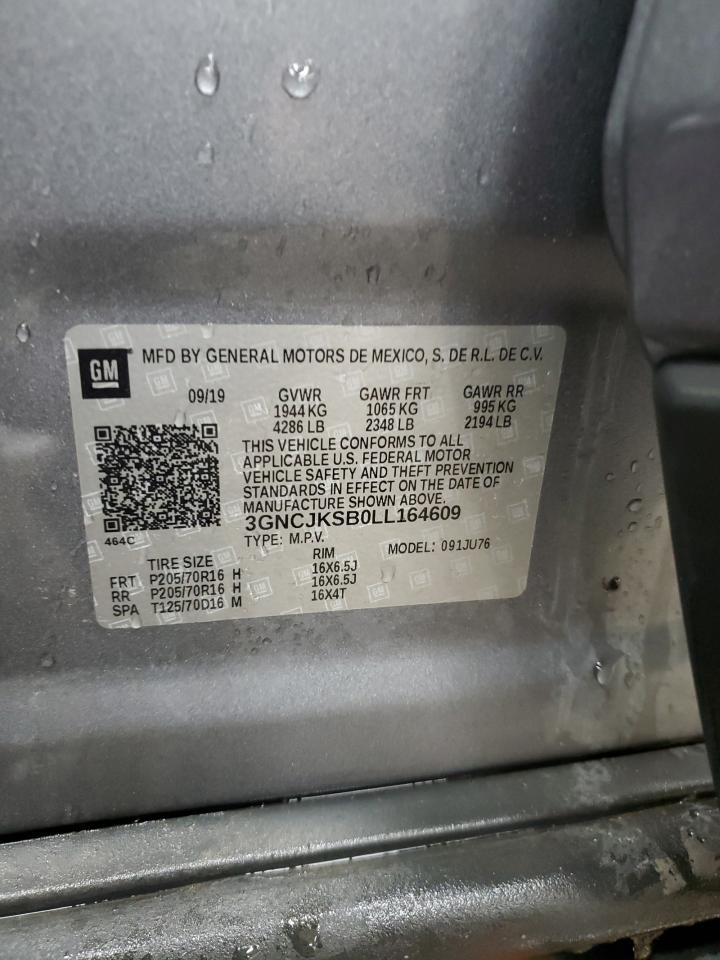 GM MFD BY GENERAL MOTORS DE MEXICO, S. DE R.L. DE C.V.
09/19 GVWR GAWR FRT GAWR RR
1944 KG 1065 KG 995 KG
4286 LB 2348 LB 2194 LB
THIS VEHICLE CONFORMS TO ALL
APPLICABLE U.S. FEDERAL MOTOR
VEHICLE SAFETY AND THEFT PREVENTION
STANDARDS IN EFFECT ON THE DATE OF
MANUFACTURE SHOWN ABOVE.
3GNCJKSB0LL164609
464C
TYPE: M.P.V. MODEL: 091JU76
TIRE SIZE RIM
FRT P205/70R16 H 16X6.5J
RR P205/70R16 H 16X6.5J
SPA T125/70D16 M 16X4T